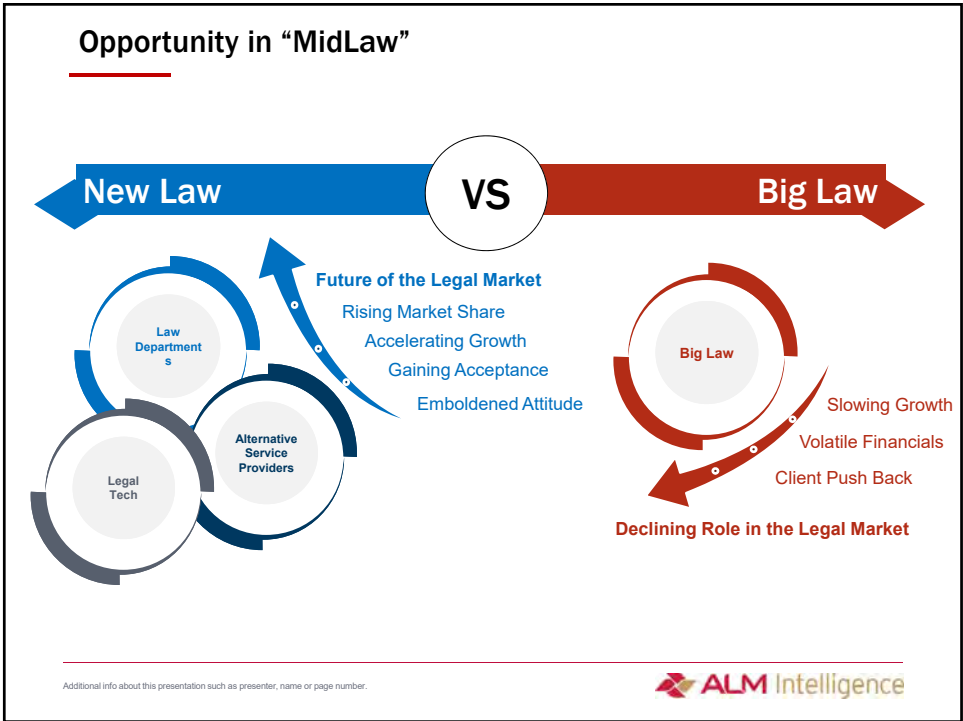 Opportunity in “MidLaw”
New Law
VS
Big Law
Law
Department
s
Alternative
Service
Providers
Legal
Tech
Future of the Legal Market
Rising Market Share
Accelerating Growth
Gaining Acceptance
Emboldened Attitude
Big Law
Slowing Growth
Volatile Financials
Client Push Back
Declining Role in the Legal Market
Additional info about this presentation such as presenter, name or page number.
ALM Intelligence